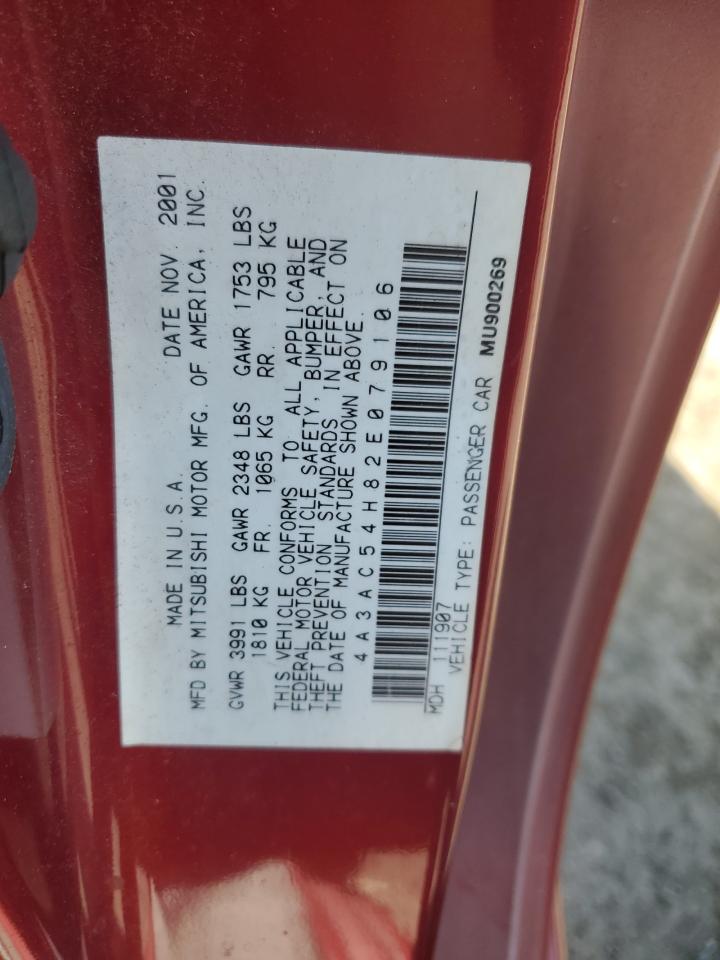 MADE IN U.S.A. DATE NOV. 2001
MFD BY MITSUBISHI MOTOR MFG. OF AMERICA, INC.
GVWR 3991 LBS GAWR 2348 LBS GAWR 1753 LBS
1810 KG FR. 1065 KG RR. 795 KG
THIS VEHICLE CONFORMS TO ALL APPLICABLE
FEDERAL MOTOR VEHICLE SAFETY, BUMPER, AND
THEFT PREVENTION STANDARDS IN EFFECT ON
THE DATE OF MANUFACTURE SHOWN ABOVE.
4A3AC54H82E079106
MDH 111907
VEHICLE TYPE: PASSENGER CAR MU900269